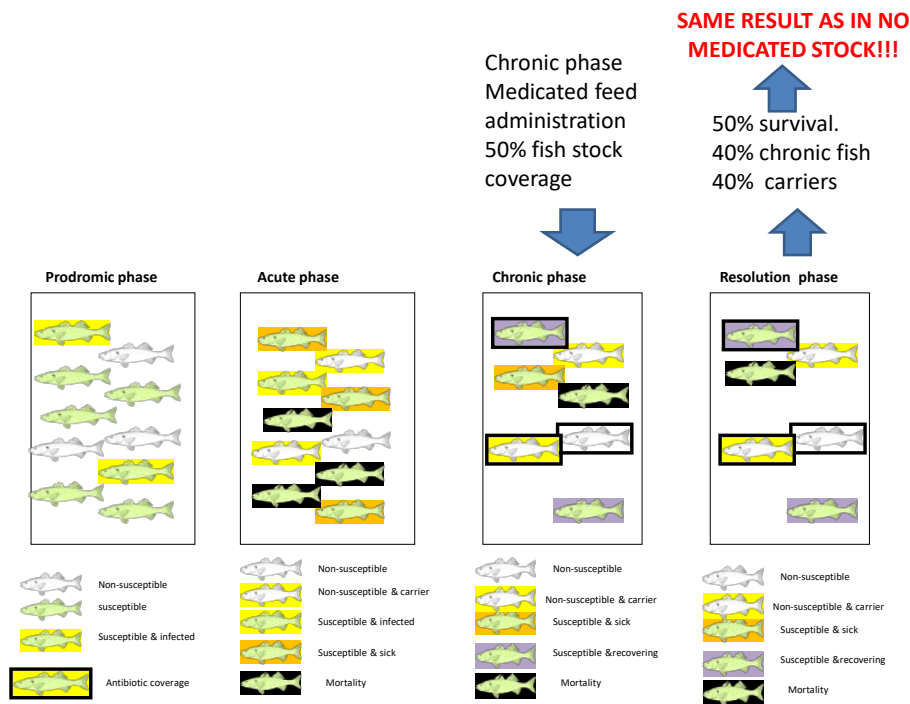 SAME RESULT AS IN NO
MEDICATED STOCK!!!
Chronic phase
Medicated feed
administration
50% fish stock
coverage
50% survival.
40% chronic fish
40% carriers
Prodromic phase
Acute phase
Chronic phase
Resolution phase
Non-susceptible
susceptible
Susceptible & infected
Antibiotic coverage
Non-susceptible
Non-susceptible & carrier
Susceptible & infected
Susceptible & sick
Mortality
Non-susceptible
Non-susceptible & carrier
Susceptible & sick
Susceptible &recovering
Mortality
Non-susceptible
Non-susceptible & carrier
Susceptible & sick
Susceptible &recovering
Mortality